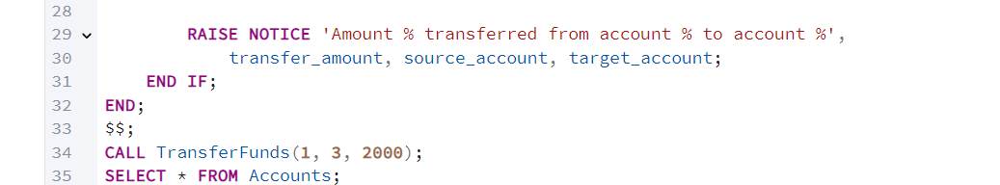 28
29 RAISE NOTICE 'Amount % transferred from account % to account %',
30 transfer_amount, source_account, target_account;
31 END IF;
32 END;
33 $$;
34 CALL TransferFunds(1, 3, 2000);
35 SELECT * FROM Accounts;